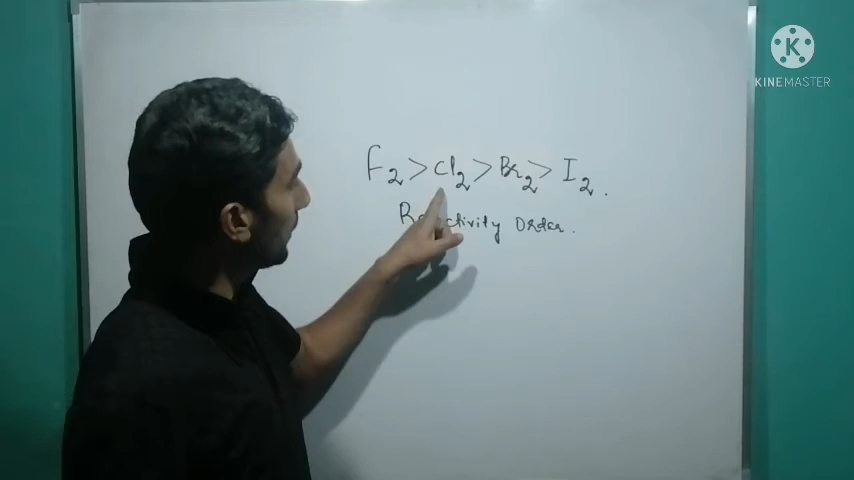 F2 > Cl2 > Br2 > I2.
Reactivity Order.
K
KINEMASTER